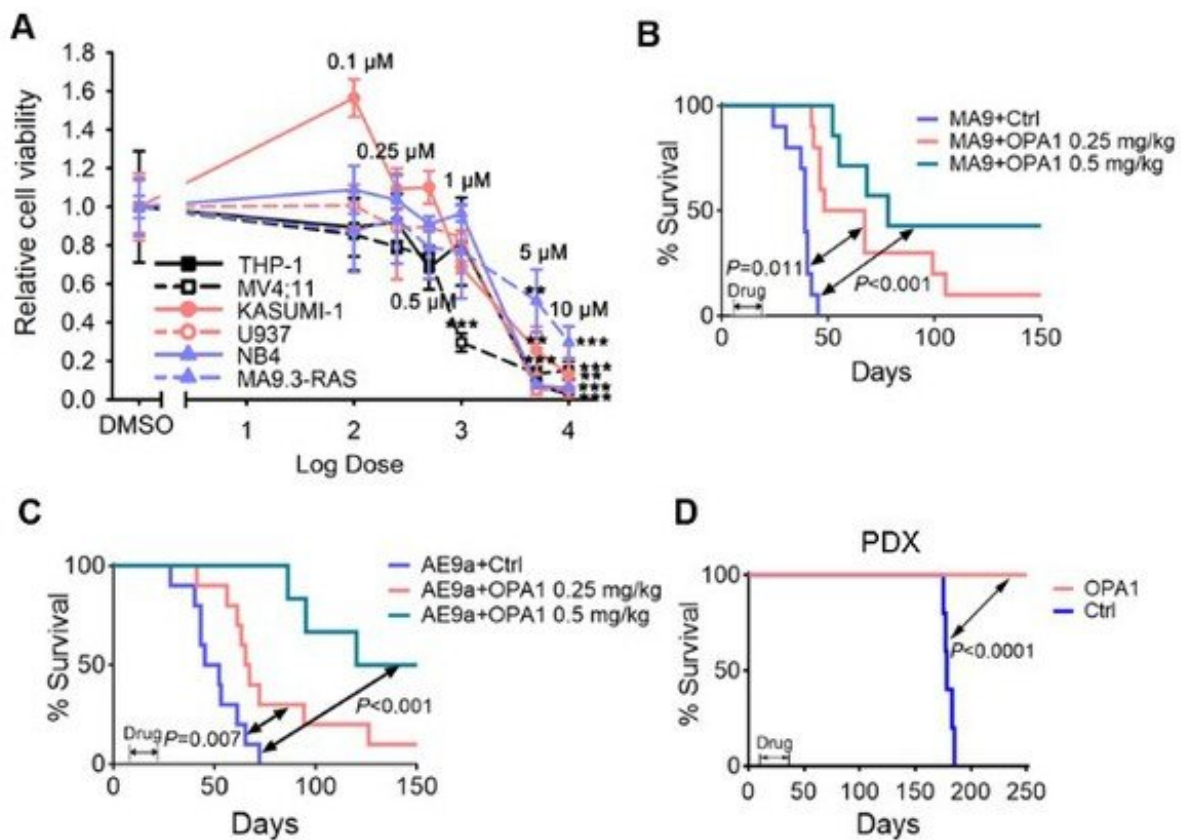 A
1.8
1.6
1.4
1.2
1.0
0.8
0.6
0.4
0.2
0.0
Relative cell viability
0.1 μM
0.25 μM
1 μM
0.5 μM
5 μM
10 μM
***
**
**
***
***
***
**
***
***
THP-1
MV4;11
KASUMI-1
U937
NB4
MA9.3-RAS
DMSO 1 2 3 4
Log Dose
B
100
50
0
% Survival
MA9+Ctrl
MA9+OPA1 0.25 mg/kg
MA9+OPA1 0.5 mg/kg
P=0.011
P<0.001
Drug
0 50 100 150
Days
C
100
50
0
% Survival
AE9a+Ctrl
AE9a+OPA1 0.25 mg/kg
AE9a+OPA1 0.5 mg/kg
P<0.001
Drug
P=0.007
0 50 100 150
Days
D
PDX
100
50
0
% Survival
OPA1
Ctrl
P<0.0001
Drug
0 50 100 150 200 250
Days